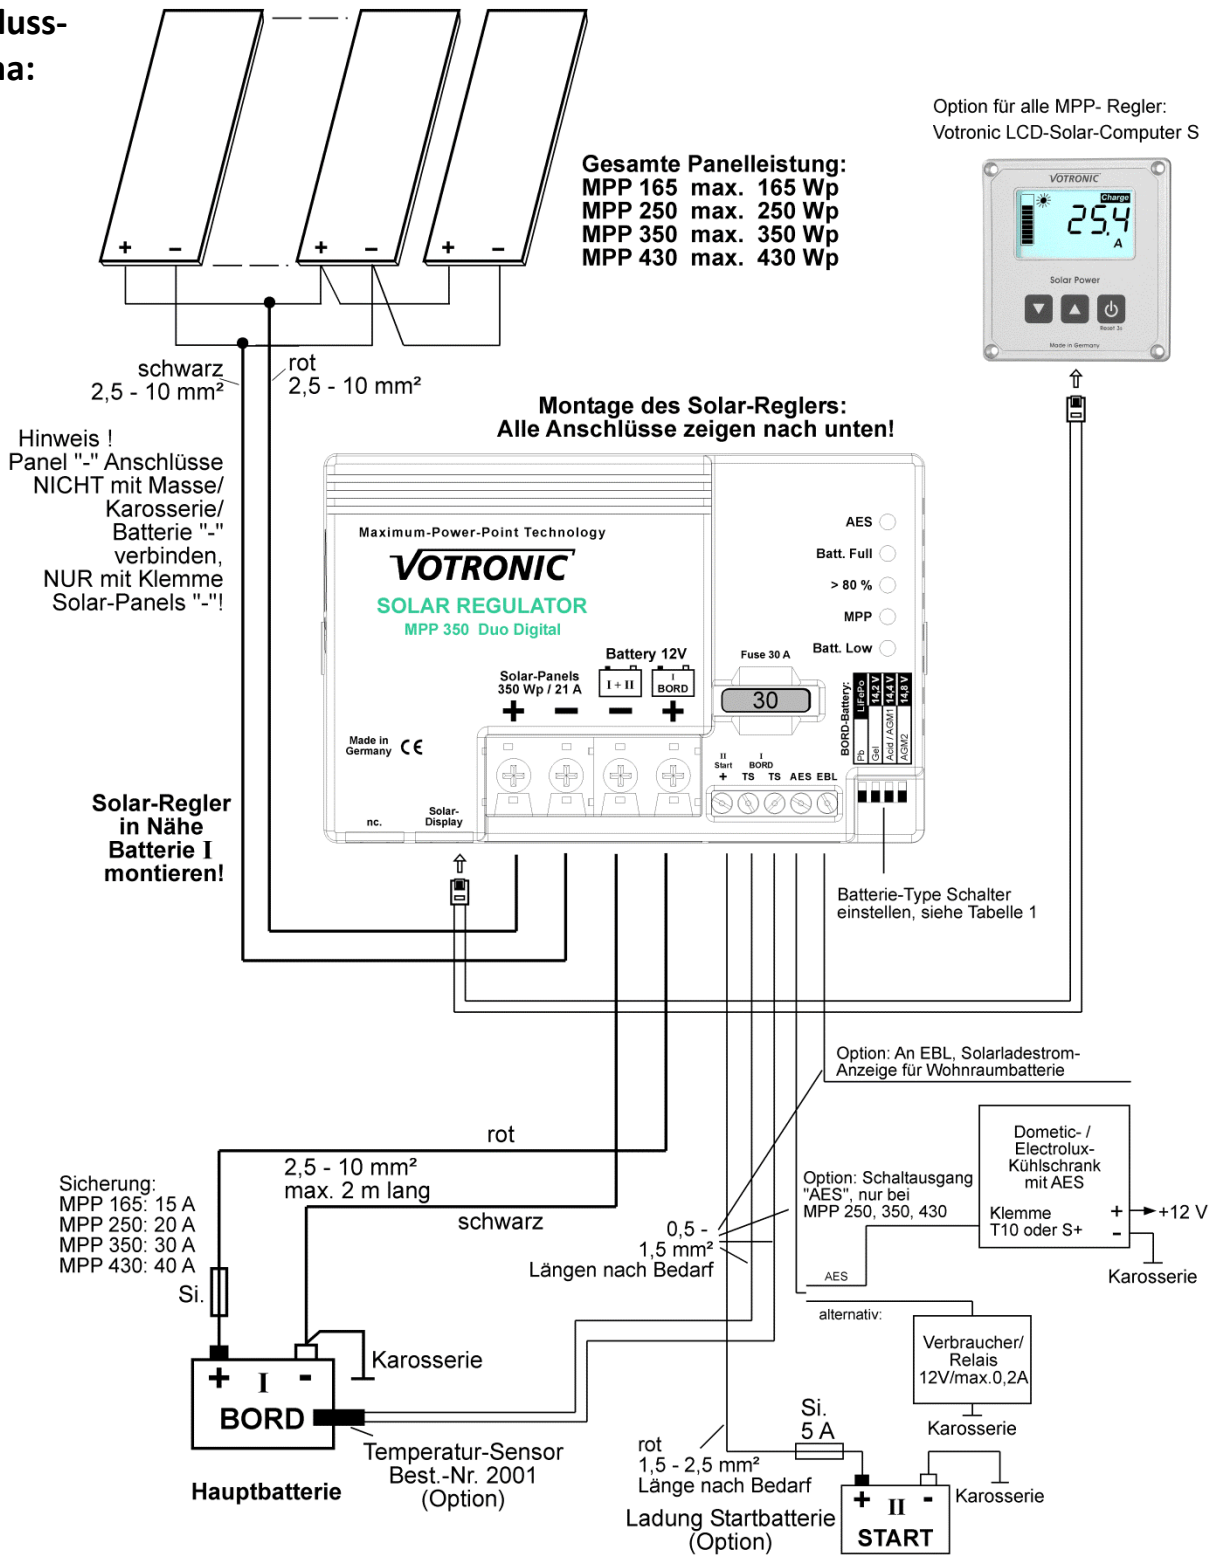 luss-
na:
Option für alle MPP- Regler:
Votronic LCD-Solar-Computer S
Gesamte Panelleistung:
MPP 165 max. 165 Wp
MPP 250 max. 250 Wp
MPP 350 max. 350 Wp
MPP 430 max. 430 Wp
VOTRONIC
Charge
25,4
A
Solar Power
Reset 3s
Made in Germany
+ −
+ −
+ −
schwarz
2,5 - 10 mm²
rot
2,5 - 10 mm²
Montage des Solar-Reglers:
Alle Anschlüsse zeigen nach unten!
Hinweis !
Panel "-" Anschlüsse
NICHT mit Masse/
Karosserie/
Batterie "-"
verbinden,
NUR mit Klemme
Solar-Panels "-"!
Maximum-Power-Point Technology
VOTRONIC
SOLAR REGULATOR
MPP 350 Duo Digital
AES
Batt. Full
> 80 %
MPP
Batt. Low
Battery 12V
Solar-Panels
350 Wp / 21 A
I + II
I
BORD
+ − − +
Fuse 30 A
30
BORD-Battery:
Pb
LiFePo
Gel
14,2 V
Acid / AGM1
14,4 V
AGM2
14,8 V
Made in
Germany CE
II
Start
+
I
BORD
TS TS AES EBL
nc.
Solar-
Display
Solar-Regler
in Nähe
Batterie I
montieren!
Batterie-Type Schalter
einstellen, siehe Tabelle 1
Option: An EBL, Solarladestrom-
Anzeige für Wohnraumbatterie
rot
2,5 - 10 mm²
max. 2 m lang
schwarz
Sicherung:
MPP 165: 15 A
MPP 250: 20 A
MPP 350: 30 A
MPP 430: 40 A
Si.
Option: Schaltausgang
"AES", nur bei
MPP 250, 350, 430
Dometic- /
Electrolux-
Kühlschrank
mit AES
Klemme
T10 oder S+
+
-
+12 V
Karosserie
0,5 -
1,5 mm²
Längen nach Bedarf
AES
alternativ:
Verbraucher/
Relais
12V/max.0,2A
Karosserie
Karosserie
+ I -
BORD
Temperatur-Sensor
Best.-Nr. 2001
(Option)
Hauptbatterie
Si.
5 A
rot
1,5 - 2,5 mm²
Länge nach Bedarf
Ladung Startbatterie
(Option)
+ II -
START
Karosserie